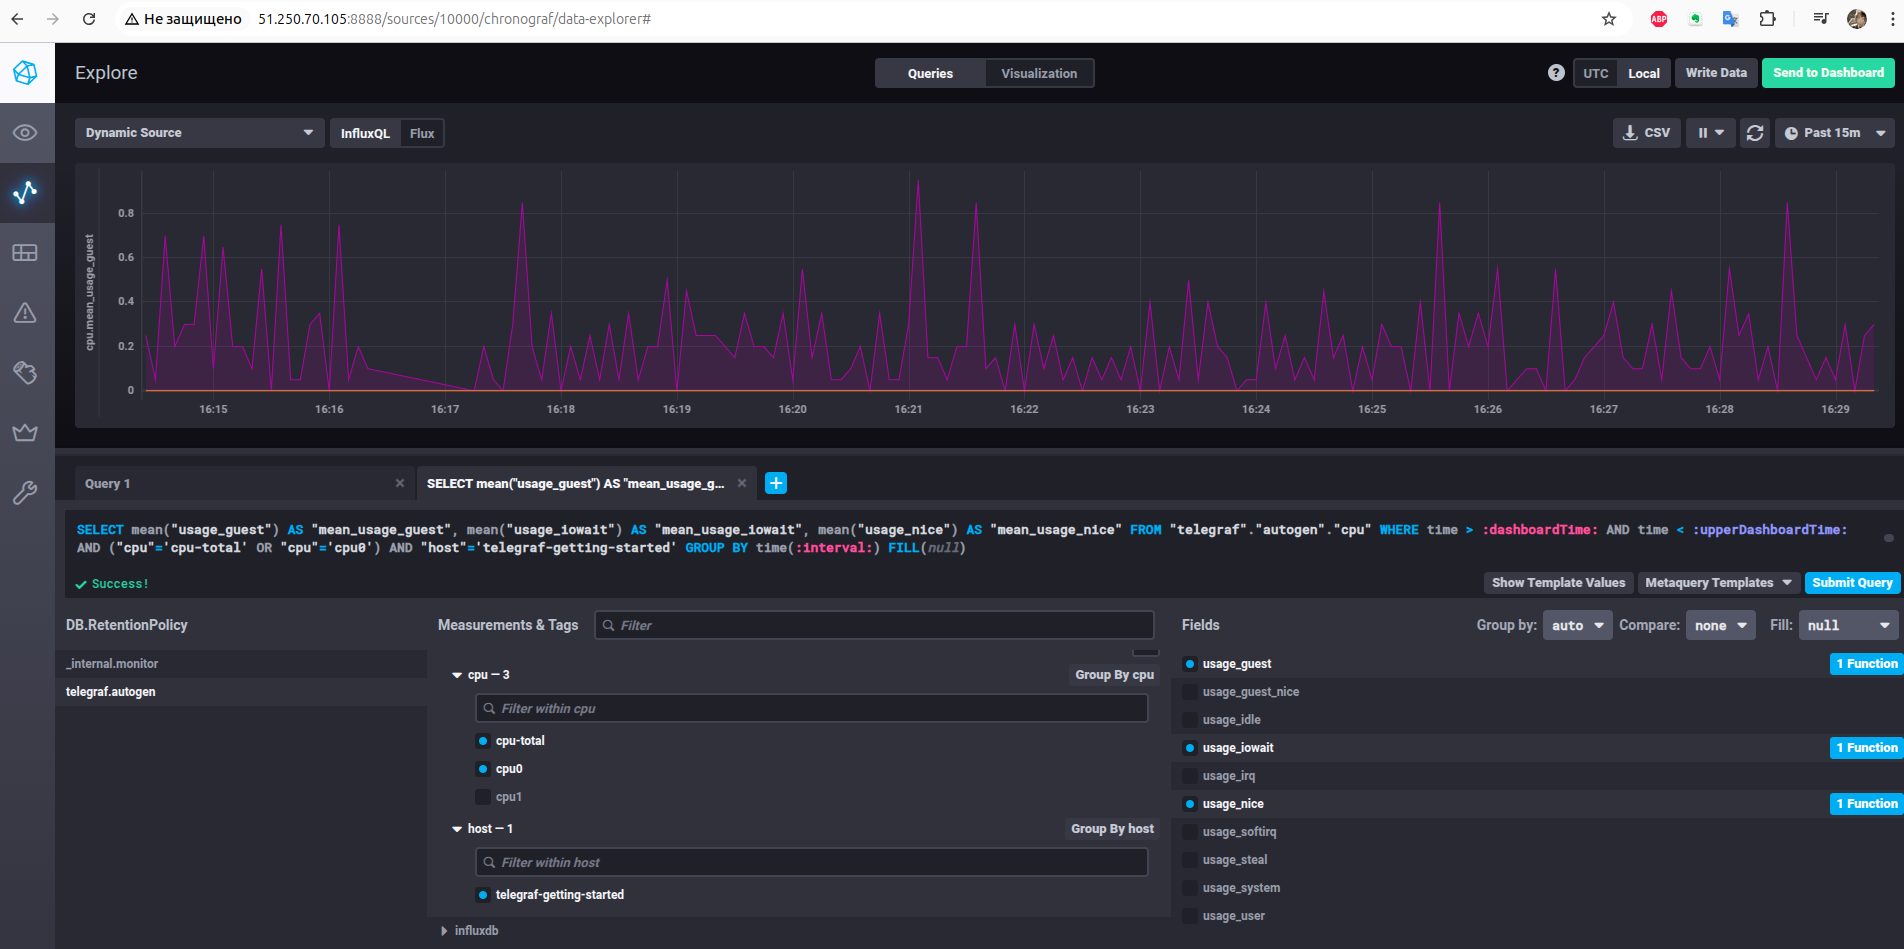 Не защищено 51.250.70.105:8888/sources/10000/chronograf/data-explorer#
ABP
Explore
Queries Visualization
? UTC Local Write Data Send to Dashboard
Dynamic Source InfluxQL Flux
CSV Past 15m
cpu.mean_usage_guest
0.8
0.6
0.4
0.2
0
16:15 16:16 16:17 16:18 16:19 16:20 16:21 16:22 16:23 16:24 16:25 16:26 16:27 16:28 16:29
Query 1 × SELECT mean("usage_guest") AS "mean_usage_g... × +
SELECT mean("usage_guest") AS "mean_usage_guest", mean("usage_iowait") AS "mean_usage_iowait", mean("usage_nice") AS "mean_usage_nice" FROM "telegraf"."autogen"."cpu" WHERE time > :dashboardTime: AND time < :upperDashboardTime:
AND ("cpu"='cpu-total' OR "cpu"='cpu0') AND "host"='telegraf-getting-started' GROUP BY time(:interval:) FILL(null)
Success!
Show Template Values Metaquery Templates Submit Query
DB.RetentionPolicy
_internal.monitor
telegraf.autogen
Measurements & Tags Filter
cpu — 3 Group By cpu
Filter within cpu
cpu-total
cpu0
cpu1
host — 1 Group By host
Filter within host
telegraf-getting-started
influxdb
Fields Group by: auto Compare: none Fill: null
usage_guest 1 Function
usage_guest_nice
usage_idle
usage_iowait 1 Function
usage_irq
usage_nice 1 Function
usage_softirq
usage_steal
usage_system
usage_user